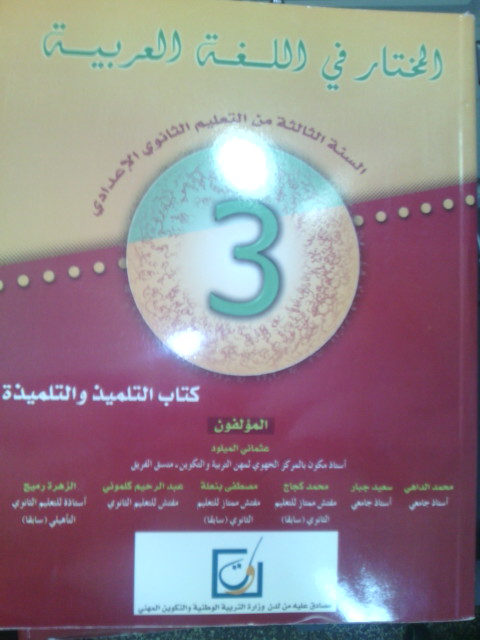 المختار في اللغة العربية
السنة الثالثة من التعليم الثانوي الإعدادي
3
كتاب التلميذ والتلميذة
المؤلفون
عثماني الميلود
أستاذ مكون بالمركز الجهوي لمهن التربية والتكوين، منسق الفريق
محمد الداهي
أستاذ جامعي
سعيد جبار
أستاذ جامعي
محمد كجاج
مفتش ممتاز للتعليم
الثانوي (سابقا)
مصطفى بنعلة
مفتش ممتاز للتعليم
الثانوي (سابقا)
عبد الرحيم كلموني
مفتش للتعليم الثانوي
الزهرة رميج
أستاذة للتعليم الثانوي
التأهيلي (سابقا)
مصادق عليه من لدن وزارة التربية الوطنية والتكوين المهني